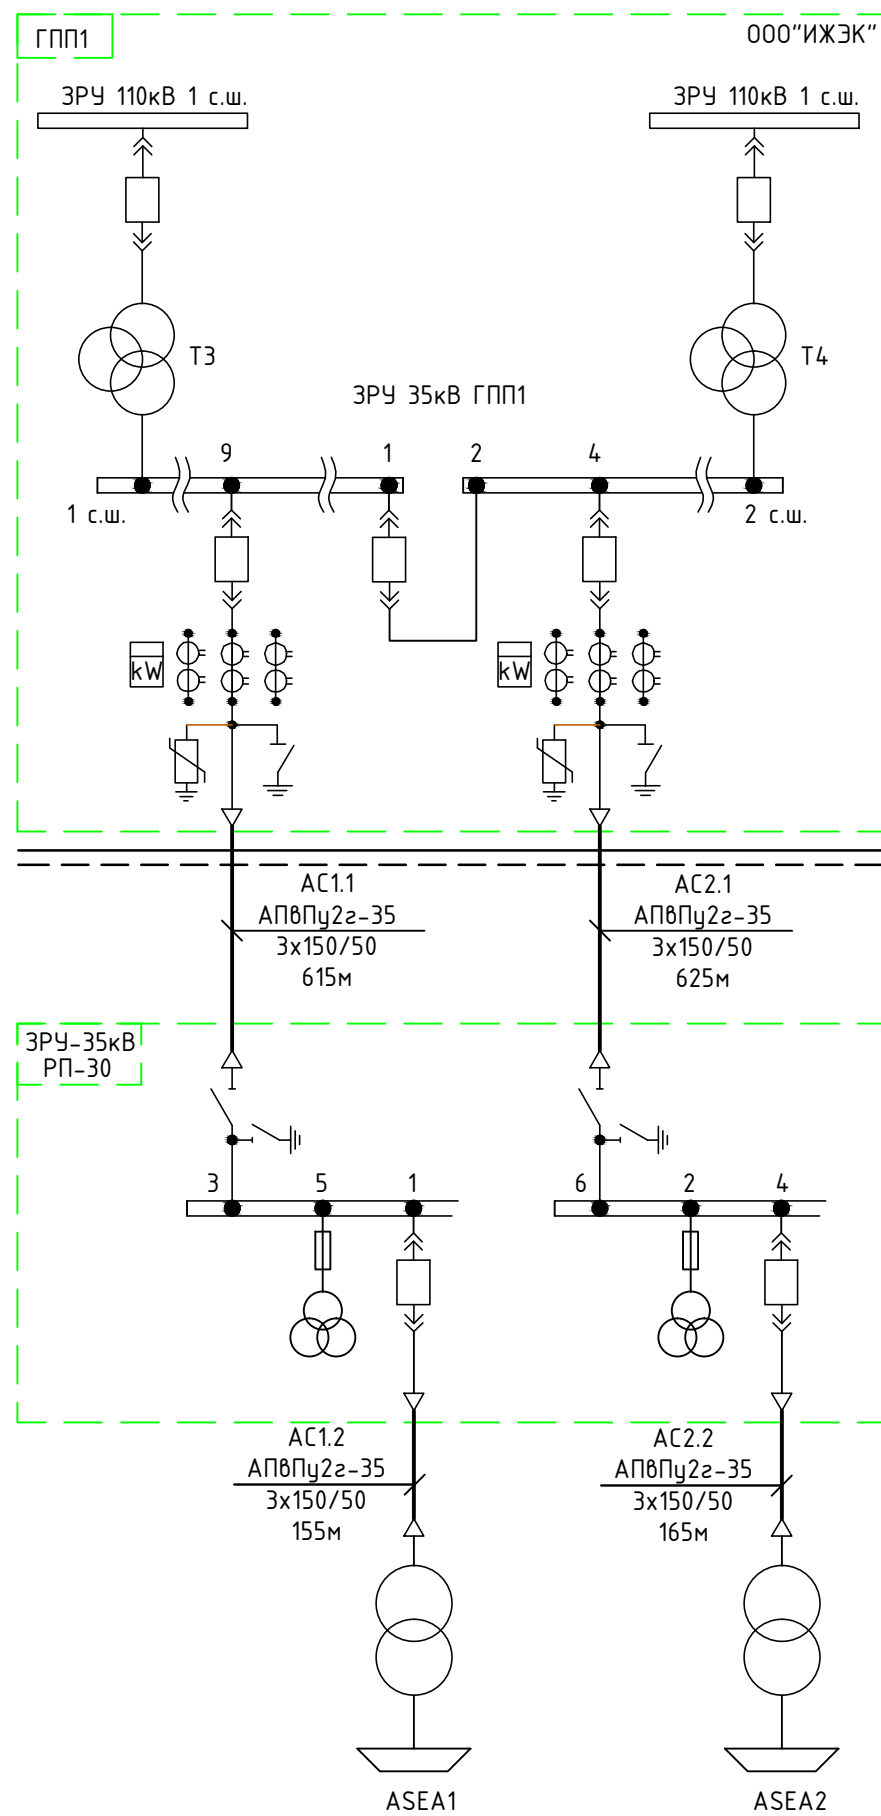 ГПП1
ООО"ИЖЭК"
ЗРУ 110кВ 1 с.ш.
ЗРУ 110кВ 1 с.ш.
Т3
Т4
ЗРУ 35кВ ГПП1
9
1
2
4
1 с.ш.
2 с.ш.
kW
kW
АС1.1
АПвПу2г-35
3х150/50
615м
АС2.1
АПвПу2г-35
3х150/50
625м
ЗРУ-35кВ
РП-30
3
5
1
6
2
4
АС1.2
АПвПу2г-35
3х150/50
155м
АС2.2
АПвПу2г-35
3х150/50
165м
ASEA1
ASEA2